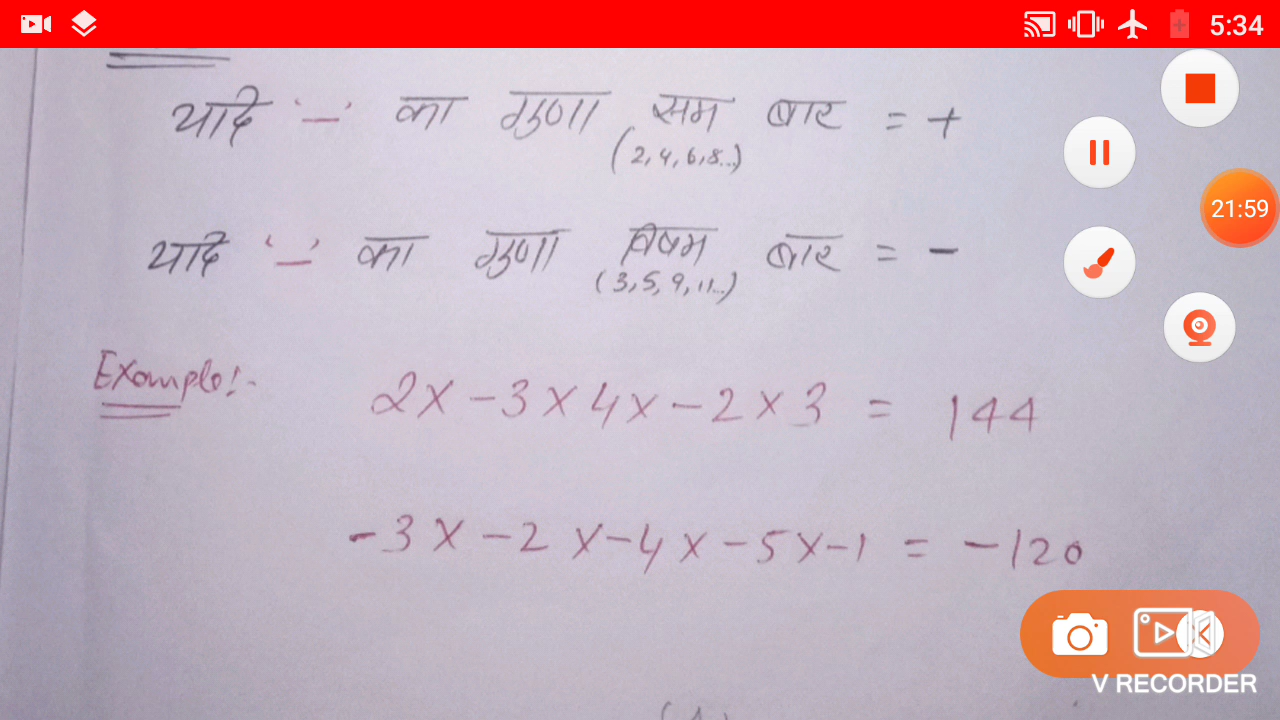 5:34
यदि '−' का गुणा सम बार = +
(2, 4, 6, 8...)
यदि '−' का गुणा विषम बार = −
(3, 5, 9, 11...)
21:59
Example:-
2 x -3 x 4 x -2 x 3 = 144
-3 x -2 x -4 x -5 x -1 = -120
V RECORDER